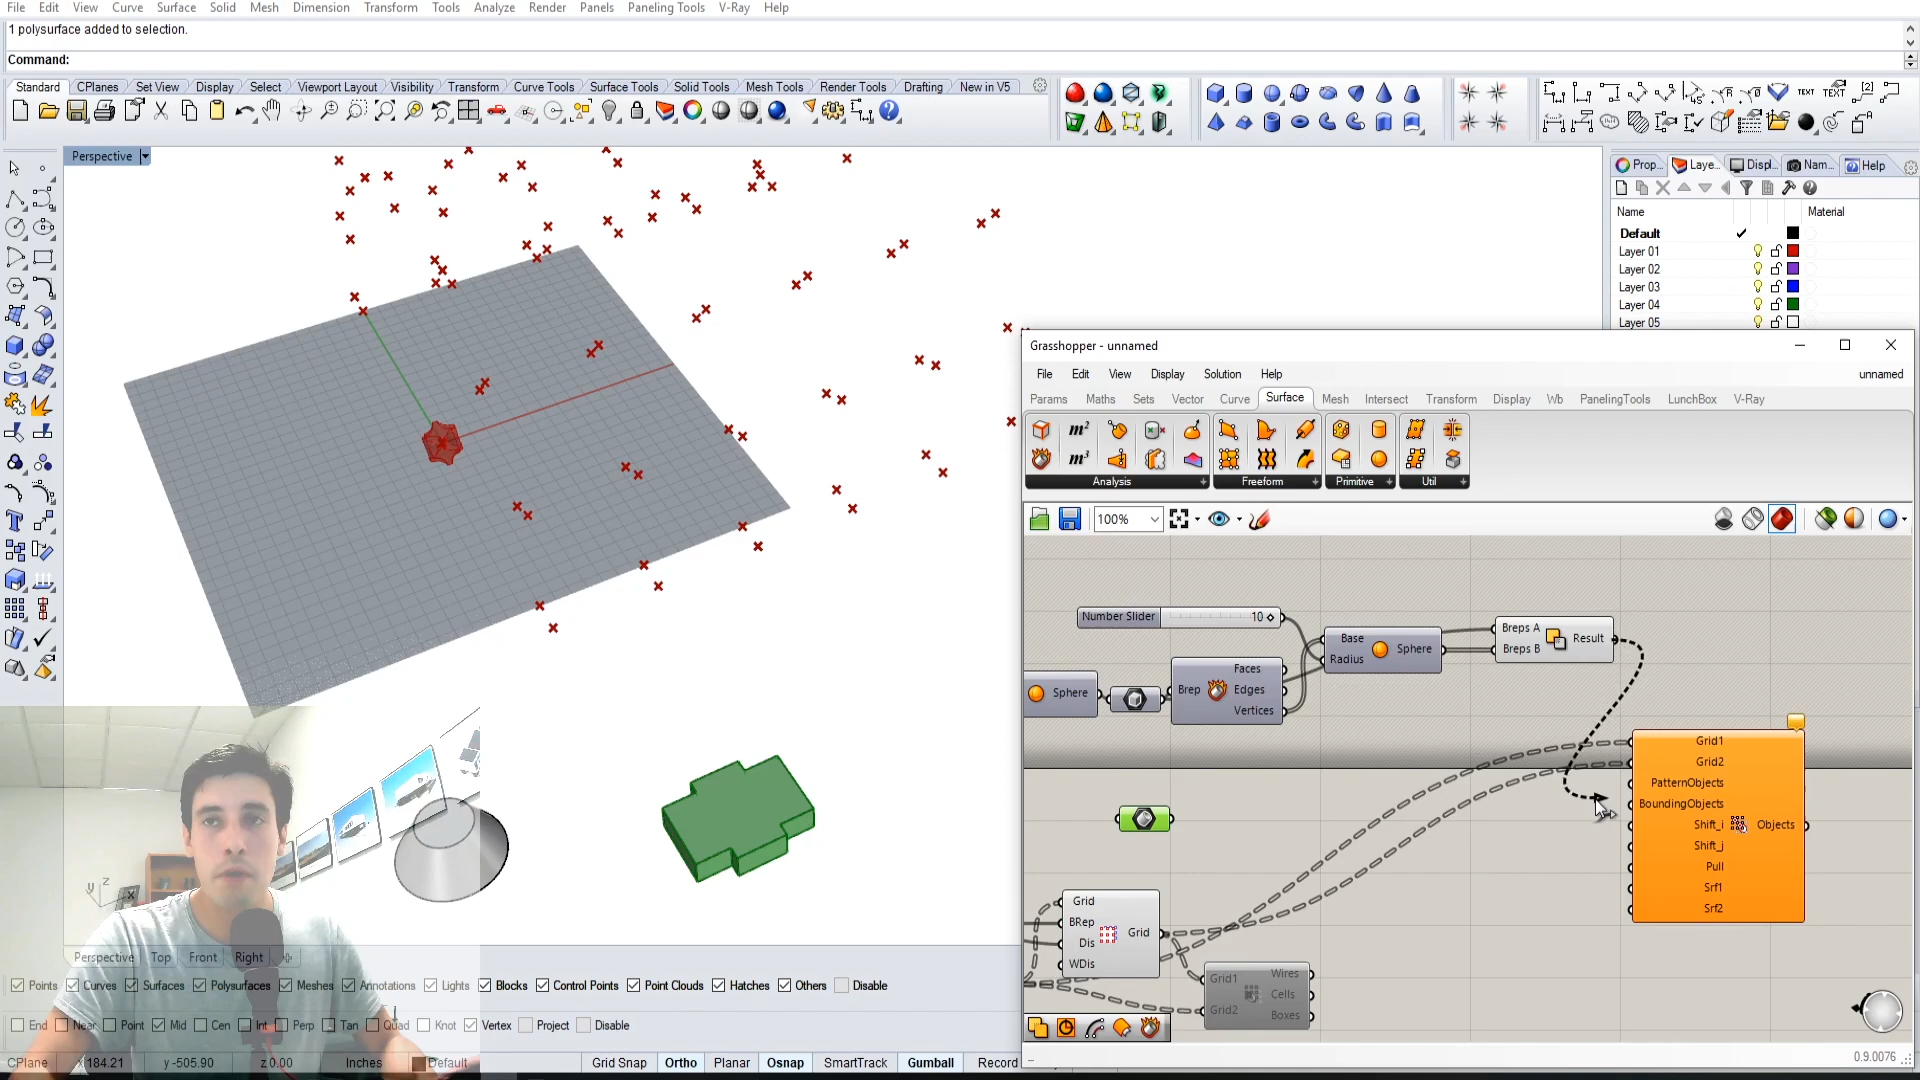 File Edit View Curve Surface Solid Mesh Dimension Transform Tools Analyze Render Panels Paneling Tools V-Ray Help
1 polysurface added to selection.
Command:
Standard CPlanes Set View Display Select Viewport Layout Visibility Transform Curve Tools Surface Tools Solid Tools Mesh Tools Render Tools Drafting New in V5
Perspective
Prop... Laye... Displ... Nam... Help
Name Material
Default
Layer 01
Layer 02
Layer 03
Layer 04
Layer 05
Grasshopper - unnamed
File Edit View Display Solution Help unnamed
Params Maths Sets Vector Curve Surface Mesh Intersect Transform Display Wb PanelingTools LunchBox V-Ray
m²
m³
Analysis Freeform Primitive Util
100%
Number Slider 10
Base
Radius
Sphere
Breps A
Breps B
Result
Sphere
Brep
Faces
Edges
Vertices
Grid1
Grid2
PatternObjects
BoundingObjects
Shift_i
Shift_j
Pull
Srf1
Srf2
Objects
Grid
BRep
Dis
WDis
Grid
Grid1
Grid2
Wires
Cells
Boxes
0.9.0076
z
y
x
Perspective Top Front Right
Points Curves Surfaces Polysurfaces Meshes Annotations Lights Blocks Control Points Point Clouds Hatches Others Disable
End Near Point Mid Cen Int Perp Tan Quad Knot Vertex Project Disable
CPlane x 184.21 y -505.90 z 0.00 Inches Default Grid Snap Ortho Planar Osnap SmartTrack Gumball Record